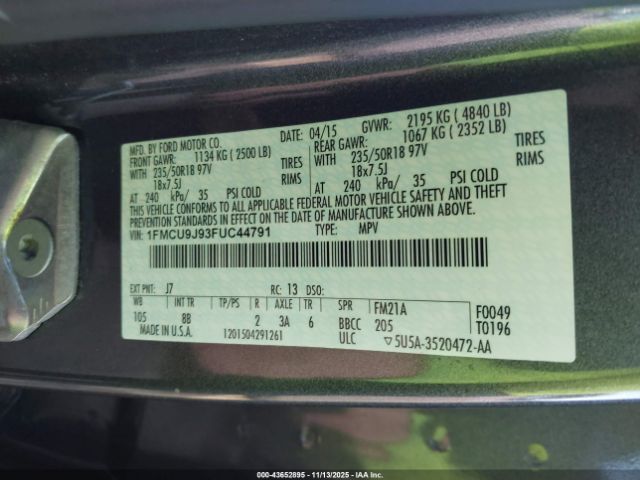 MFD. BY FORD MOTOR CO. DATE: 04/15 GVWR: 2195 KG ( 4840 LB)
FRONT GAWR: 1134 KG ( 2500 LB) REAR GAWR: 1067 KG ( 2352 LB)
WITH 235/50R18 97V TIRES WITH 235/50R18 97V TIRES
18x7.5J RIMS 18x7.5J RIMS
AT 240 kPa/ 35 PSI COLD AT 240 kPa/ 35 PSI COLD
THIS VEHICLE CONFORMS TO ALL APPLICABLE FEDERAL MOTOR VEHICLE SAFETY AND THEFT
PREVENTION STANDARDS IN EFFECT ON THE DATE OF MANUFACTURE SHOWN ABOVE.
VIN: 1FMCU9J93FUC44791 TYPE: MPV
EXT PNT: J7 RC: 13 DSO:
WB INT TR TP/PS R AXLE TR SPR FM21A F0049
105 8B 2 3A 6 BBCC 205 T0196
MADE IN U.S.A. 1201504291261 ULC ▽5U5A-3520472-AA
000-43652895 - 11/13/2025 - IAAI.COM